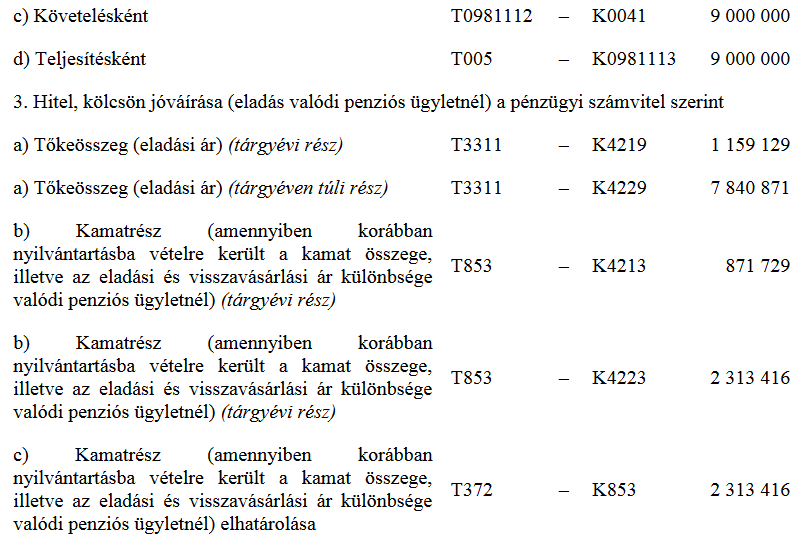 c) Követelésként T0981112 – K0041 9 000 000
d) Teljesítésként T005 – K0981113 9 000 000
3. Hitel, kölcsön jóváírása (eladás valódi penziós ügyletnél) a pénzügyi számvitel szerint
a) Tőkeösszeg (eladási ár) (tárgyévi rész) T3311 – K4219 1 159 129
a) Tőkeösszeg (eladási ár) (tárgyéven túli rész) T3311 – K4229 7 840 871
b) Kamatrész (amennyiben korábban
nyilvántartásba vételre került a kamat összege,
illetve az eladási és visszavásárlási ár különbsége
valódi penziós ügyletnél) (tárgyévi rész)
T853 – K4213 871 729
b) Kamatrész (amennyiben korábban
nyilvántartásba vételre került a kamat összege,
illetve az eladási és visszavásárlási ár különbsége
valódi penziós ügyletnél) (tárgyévi rész)
T853 – K4223 2 313 416
c) Kamatrész (amennyiben korábban
nyilvántartásba vételre került a kamat összege,
illetve az eladási és visszavásárlási ár különbsége
valódi penziós ügyletnél) elhatárolása
T372 – K853 2 313 416